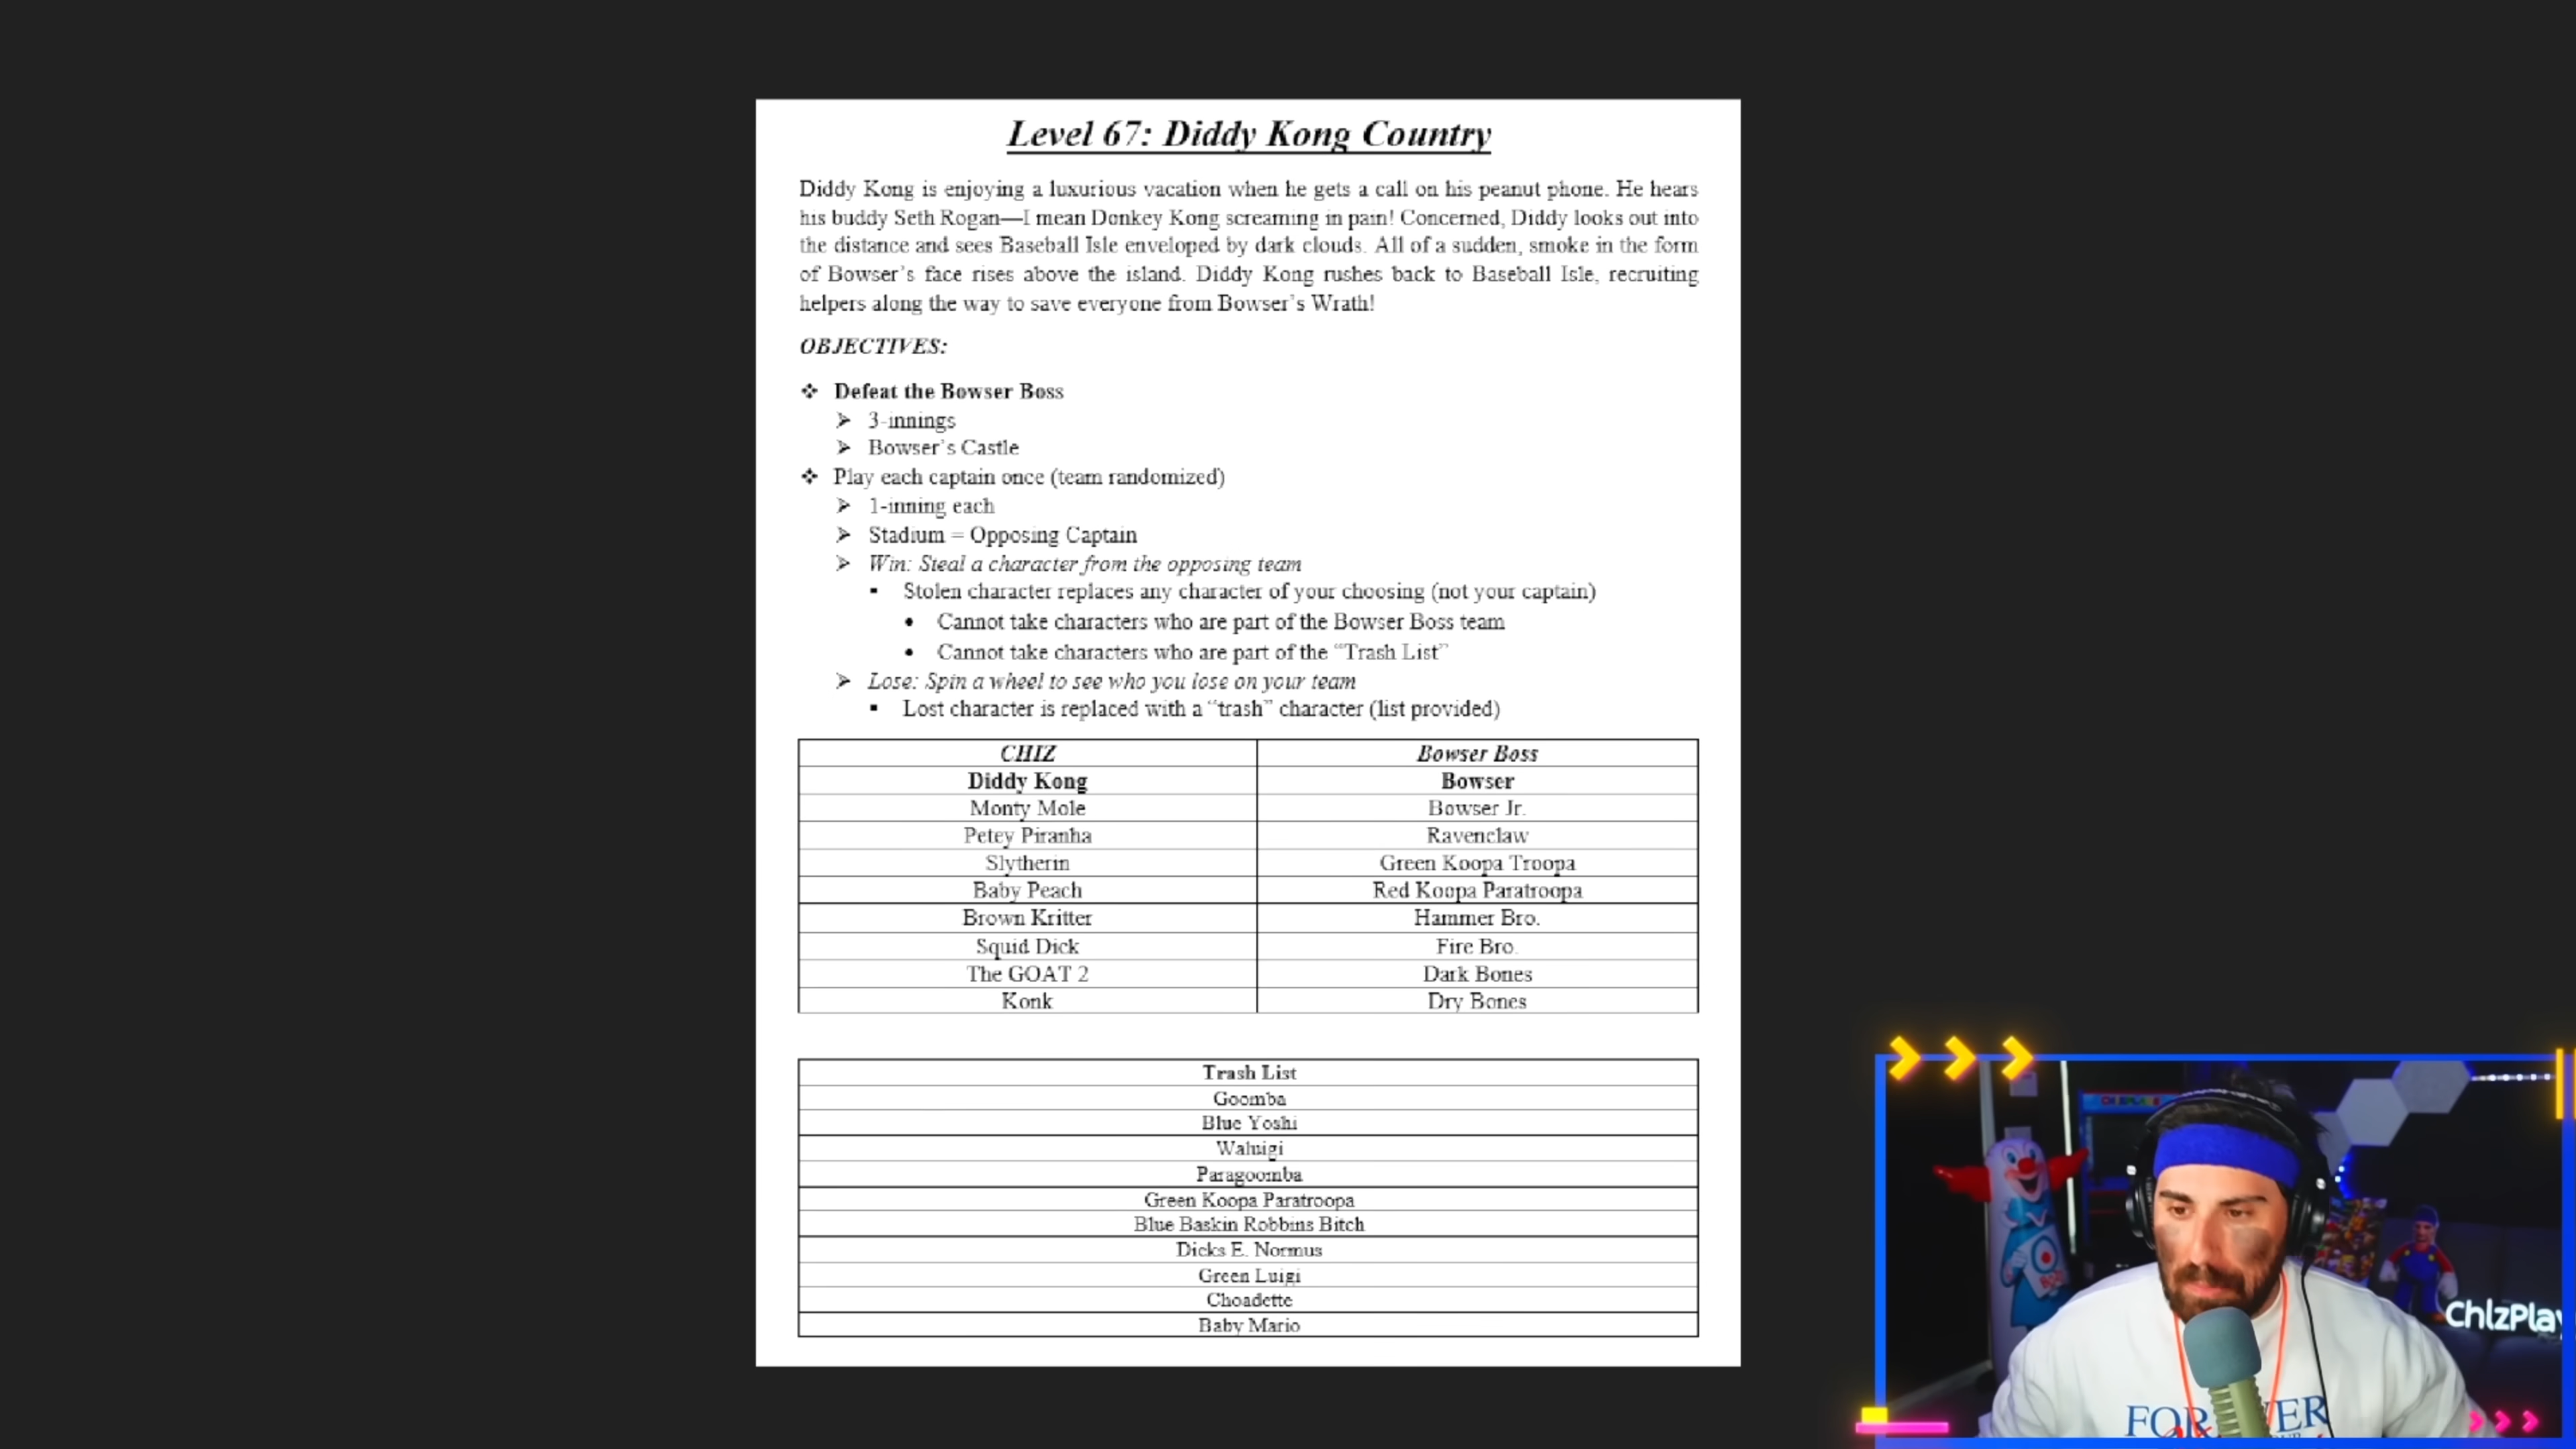 Level 67: Diddy Kong Country
Diddy Kong is enjoying a luxurious vacation when he gets a call on his peanut phone. He hears
his buddy Seth Rogan—I mean Donkey Kong screaming in pain! Concerned, Diddy looks out into
the distance and sees Baseball Isle enveloped by dark clouds. All of a sudden, smoke in the form
of Bowser's face rises above the island. Diddy Kong rushes back to Baseball Isle, recruiting
helpers along the way to save everyone from Bowser's Wrath!
OBJECTIVES:
❖ Defeat the Bowser Boss
➤ 3-innings
➤ Bowser's Castle
❖ Play each captain once (team randomized)
➤ 1-inning each
➤ Stadium = Opposing Captain
➤ Win: Steal a character from the opposing team
▪ Stolen character replaces any character of your choosing (not your captain)
• Cannot take characters who are part of the Bowser Boss team
• Cannot take characters who are part of the “Trash List”
➤ Lose: Spin a wheel to see who you lose on your team
▪ Lost character is replaced with a “trash” character (list provided)
CHIZ Bowser Boss
Diddy Kong Bowser
Monty Mole Bowser Jr.
Petey Piranha Ravenclaw
Slytherin Green Koopa Troopa
Baby Peach Red Koopa Paratroopa
Brown Kritter Hammer Bro.
Squid Dick Fire Bro.
The GOAT 2 Dark Bones
Konk Dry Bones
Trash List
Goomba
Blue Yoshi
Waluigi
Paragoomba
Green Koopa Paratroopa
Blue Baskin Robbins Bitch
Dicks E. Normus
Green Luigi
Choadette
Baby Mario
ChIzPlay